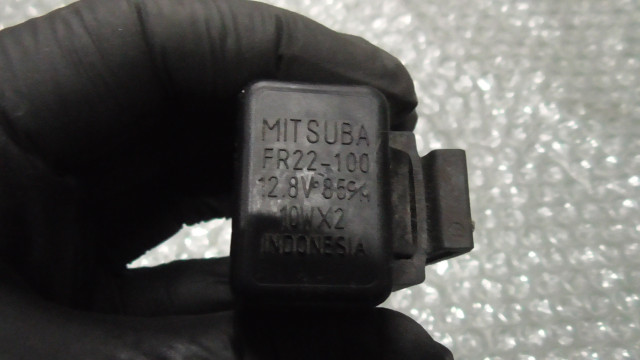 MITSUBA
FR22-100
12.8V 85°
10WX2
INDONESIA